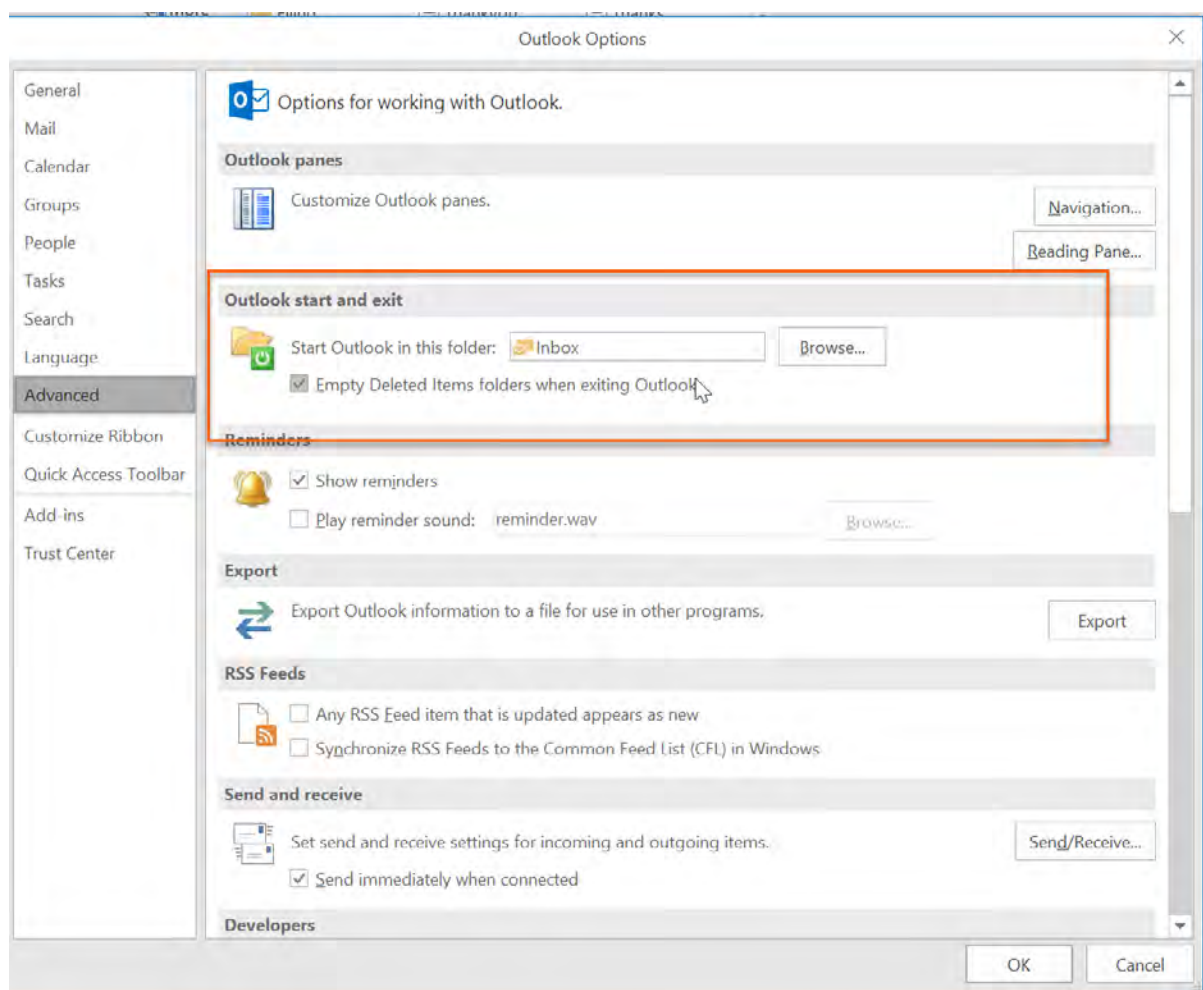 Outlook Options
General
Mail
Calendar
Groups
People
Tasks
Search
Language
Advanced
Customize Ribbon
Quick Access Toolbar
Add-ins
Trust Center
Options for working with Outlook.
Outlook panes
Customize Outlook panes.
Navigation...
Reading Pane...
Outlook start and exit
Start Outlook in this folder: Inbox Browse...
Empty Deleted Items folders when exiting Outlook
Reminders
Show reminders
Play reminder sound: reminder.wav Browse...
Export
Export Outlook information to a file for use in other programs.
Export
RSS Feeds
Any RSS Feed item that is updated appears as new
Synchronize RSS Feeds to the Common Feed List (CFL) in Windows
Send and receive
Set send and receive settings for incoming and outgoing items.
Send/Receive...
Send immediately when connected
Developers
OK Cancel